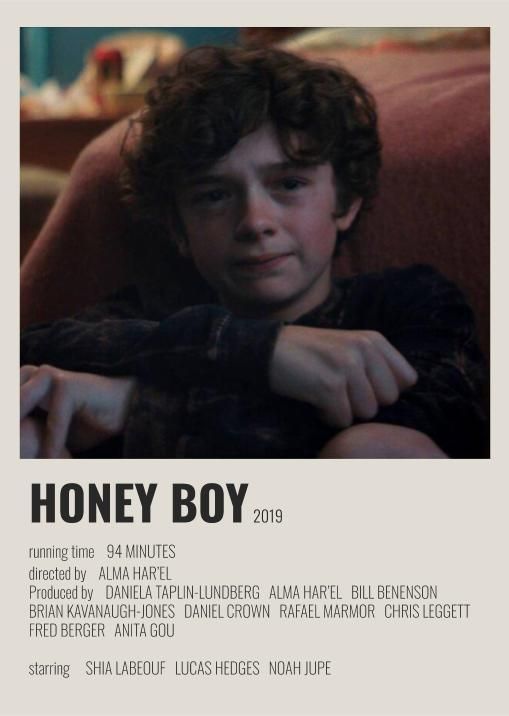 HONEY BOY 2019
running time 94 MINUTES
directed by ALMA HAR'EL
Produced by DANIELA TAPLIN-LUNDBERG ALMA HAR'EL BILL BENENSON
BRIAN KAVANAUGH-JONES DANIEL CROWN RAFAEL MARMOR CHRIS LEGGETT
FRED BERGER ANITA GOU
starring SHIA LABEOUF LUCAS HEDGES NOAH JUPE